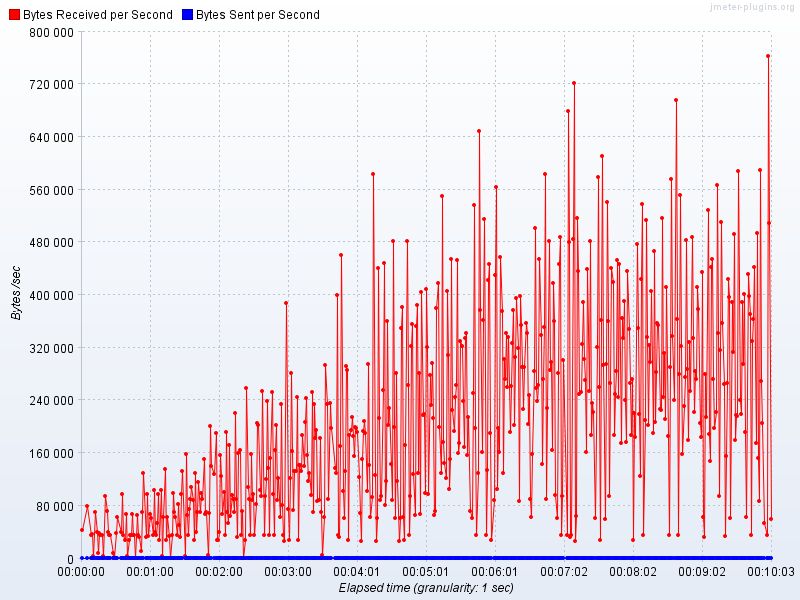 jmeter-plugins.org
Bytes Received per Second Bytes Sent per Second
800 000
720 000
640 000
560 000
480 000
400 000
320 000
240 000
160 000
80 000
0
Bytes /sec
00:00:00 00:01:00 00:02:00 00:03:00 00:04:01 00:05:01 00:06:01 00:07:02 00:08:02 00:09:02 00:10:03
Elapsed time (granularity: 1 sec)